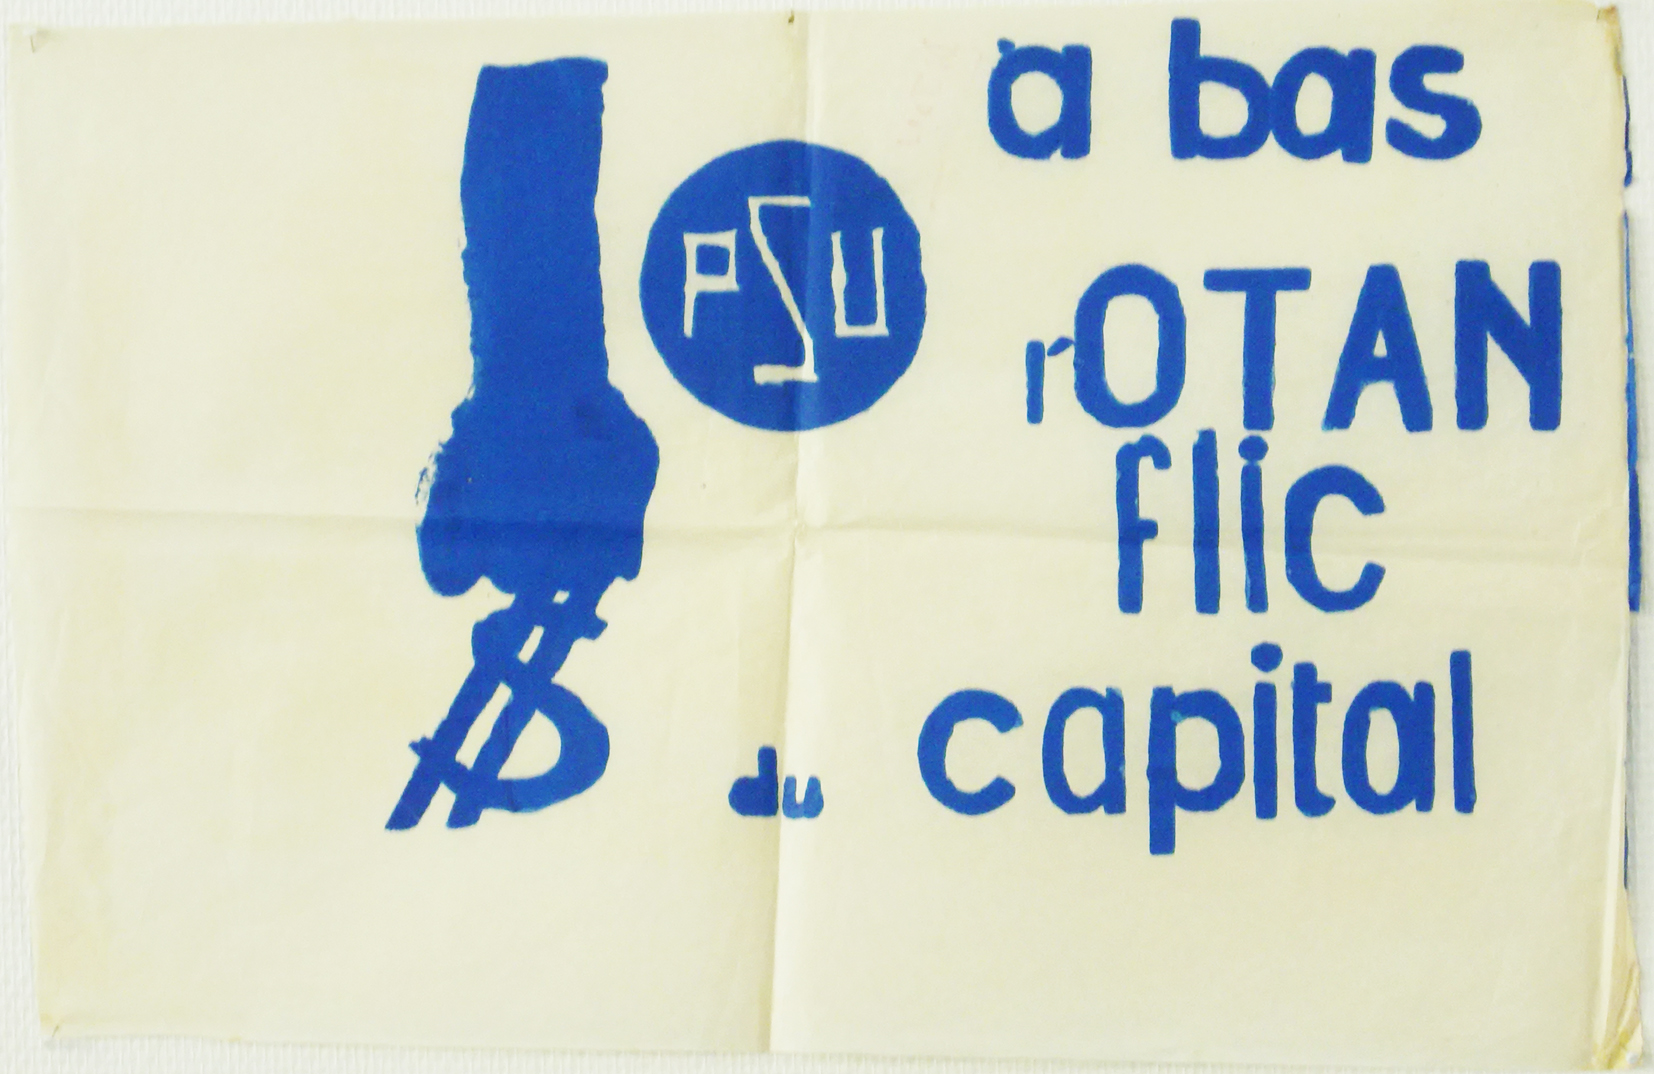 PSU
à bas
l'OTAN
flic
du capital